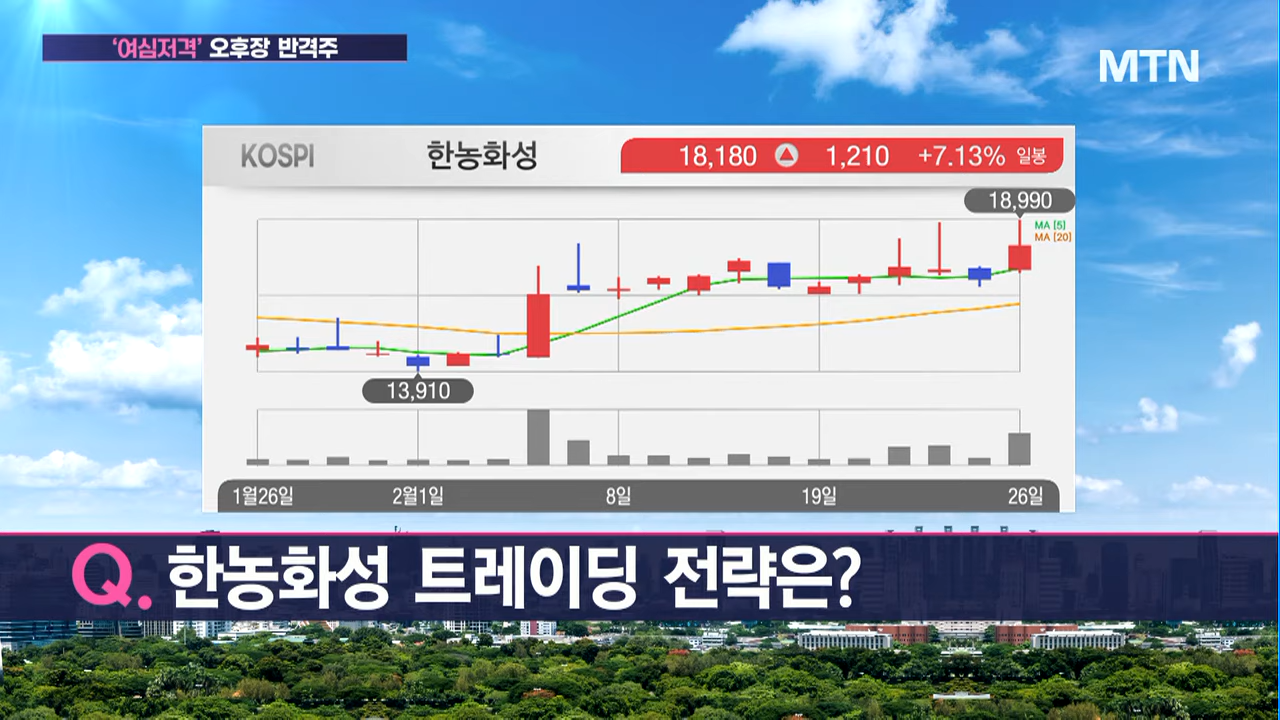 '여심저격' 오후장 반격주
MTN
KOSPI 한농화성 18,180 ▲ 1,210 +7.13% 일봉
18,990
MA [5]
MA [20]
13,910
1월26일 2월1일 8일 19일 26일
Q. 한농화성 트레이딩 전략은?